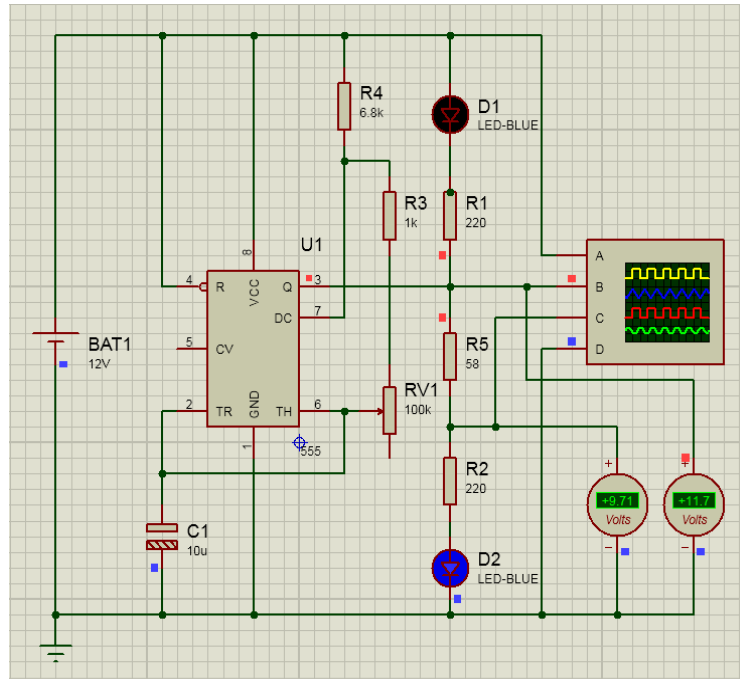 R4
6.8k
D1
LED-BLUE
R3
1k
R1
220
U1
8
VCC
4
R
Q
3
DC
7
5
CV
2
TR
GND
TH
6
1
555
A
B
C
D
BAT1
12V
R5
58
RV1
100k
R2
220
C1
10u
D2
LED-BLUE
+
+9.71
Volts
−
+
+11.7
Volts
−